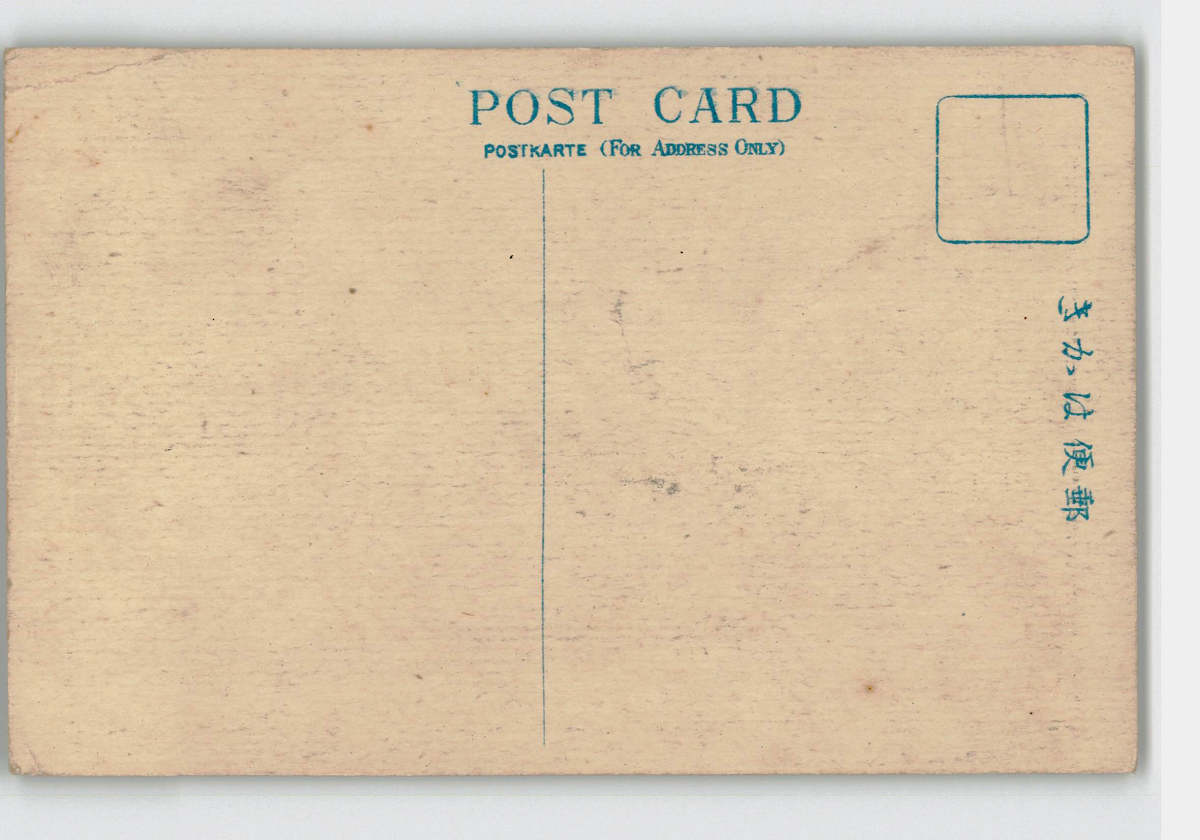 POST CARD
POSTKARTE (FOR ADDRESS ONLY)
郵便はかき